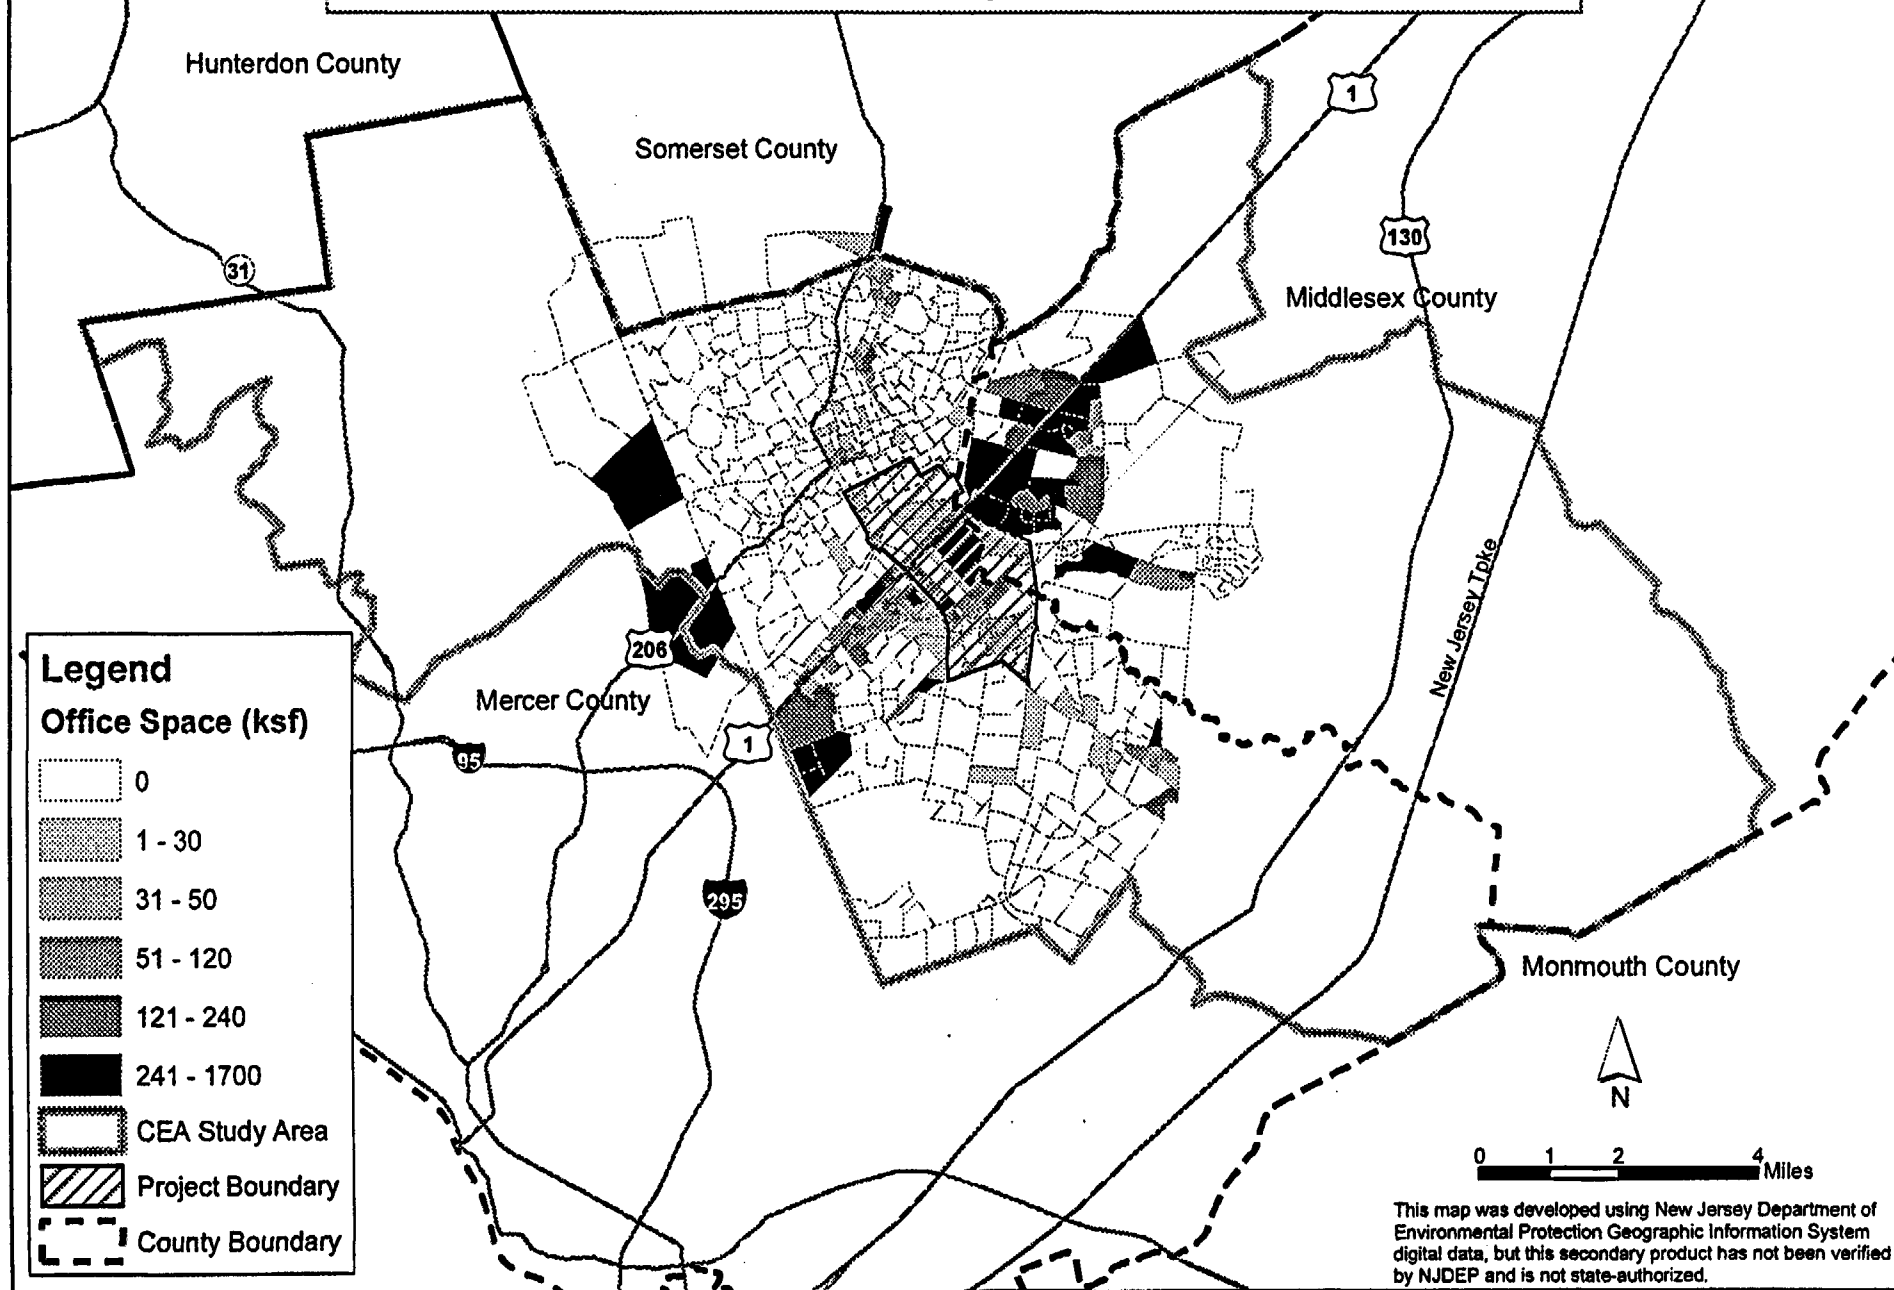 Hunterdon County
1
Somerset County
130
31
Middlesex County
New Jersey Tpke
206
Mercer County
1
95
295
Monmouth County
Legend
Office Space (ksf)
0
1 - 30
31 - 50
51 - 120
121 - 240
241 - 1700
CEA Study Area
Project Boundary
County Boundary
N
0 1 2 4
Miles
This map was developed using New Jersey Department of
Environmental Protection Geographic Information System
digital data, but this secondary product has not been verified
by NJDEP and is not state-authorized.